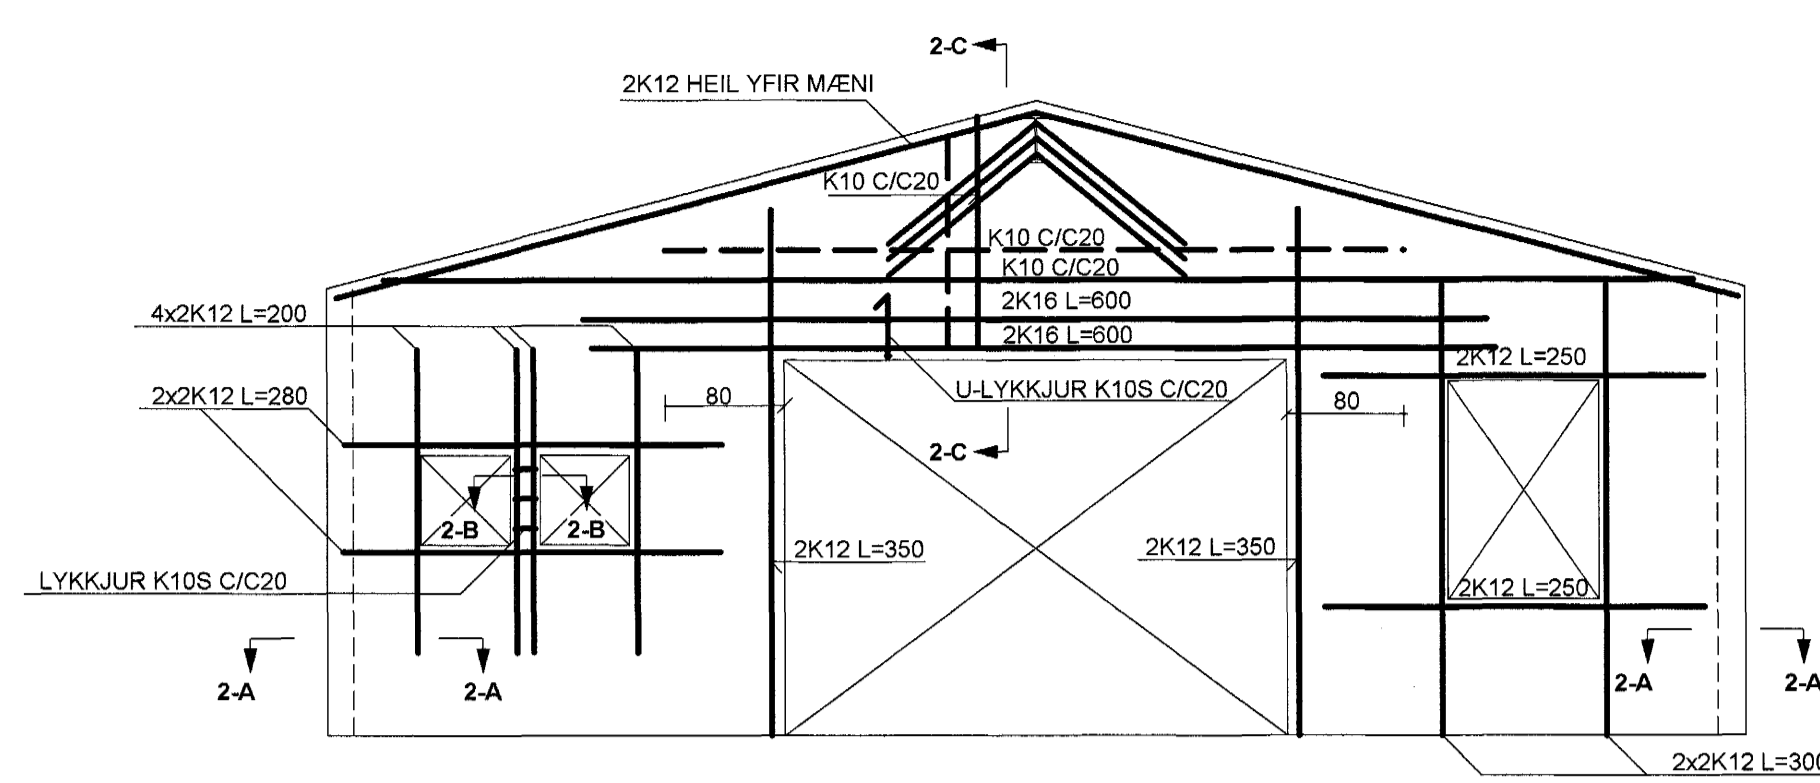 2-C
2K12 HEIL YFIR MÆNI
K10 C/C20
K10 C/C20
K10 C/C20
4x2K12 L=200
2K16 L=600
2K16 L=600
2K12 L=250
2x2K12 L=280
80
U-LYKKJUR K10S C/C20
80
2-C
2-B
2-B
2K12 L=350
2K12 L=350
LYKKJUR K10S C/C20
2K12 L=250
2-A
2-A
2-A
2-A
2x2K12 L=300